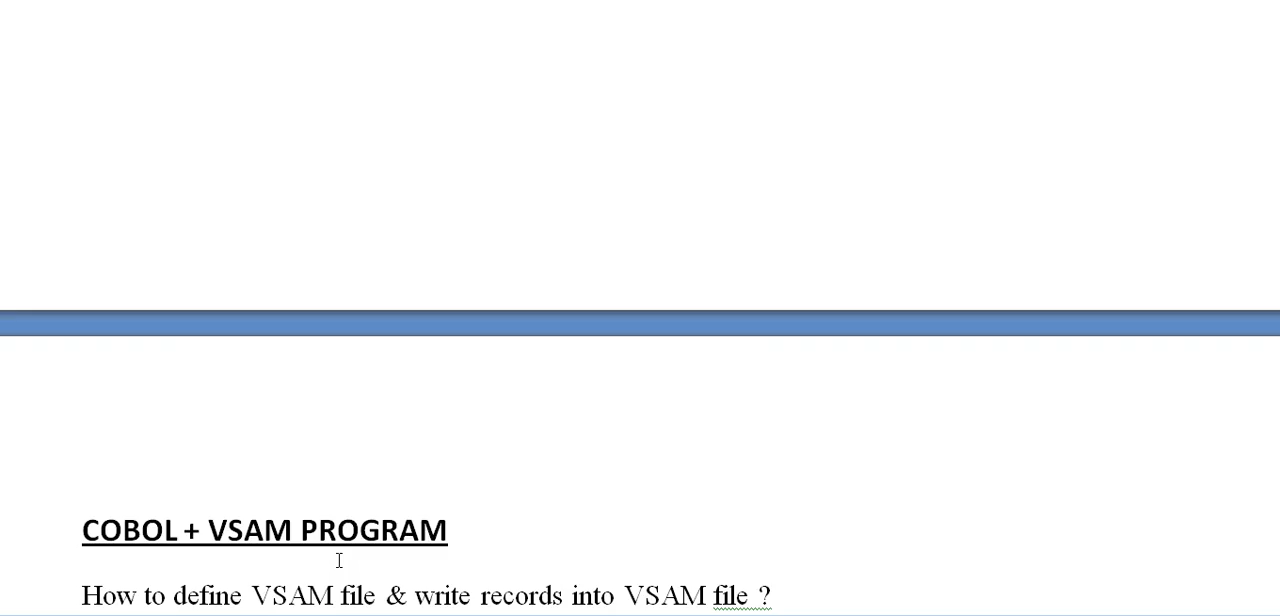 COBOL + VSAM PROGRAM
How to define VSAM file & write records into VSAM file ?